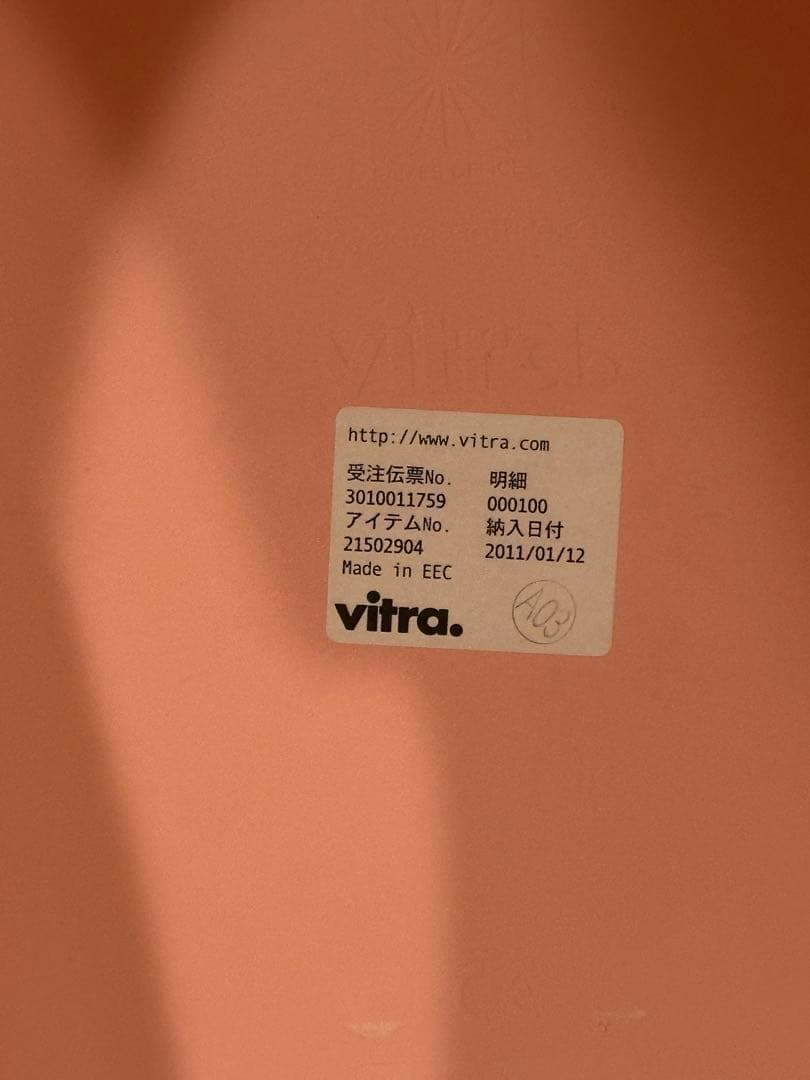 http://www.vitra.com
受注伝票No. 明細
3010011759 000100
アイテムNo. 納入日付
21502904 2011/01/12
Made in EEC
vitra.
A03